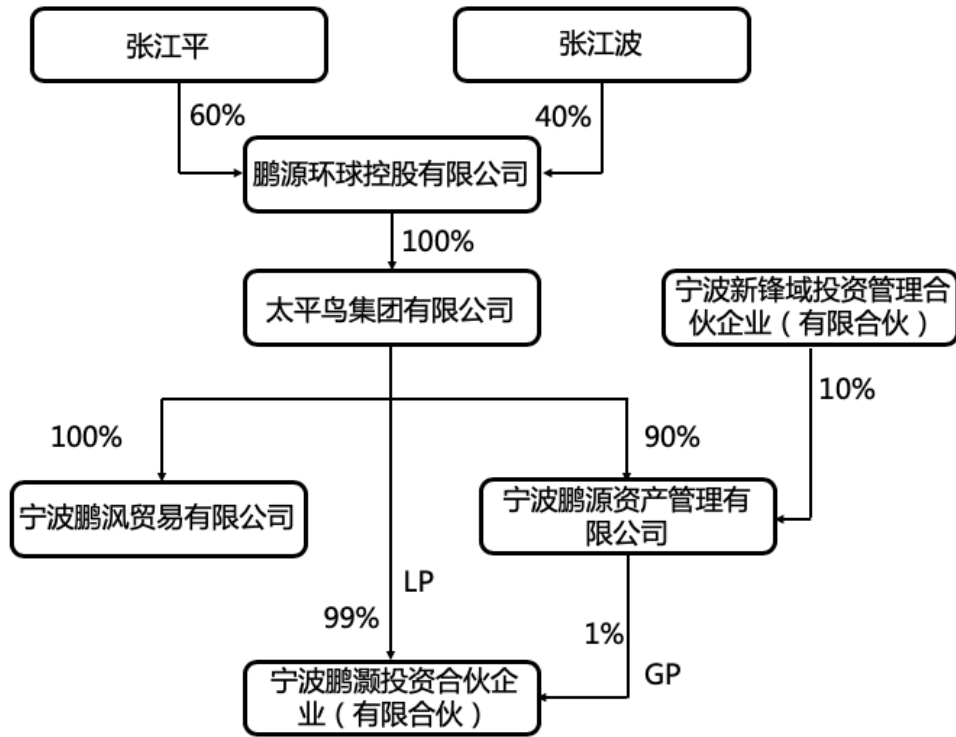 张江平
张江波
60%
40%
鹏源环球控股有限公司
100%
太平鸟集团有限公司
宁波新锋域投资管理合
伙企业（有限合伙）
10%
100%
90%
宁波鹏沨贸易有限公司
宁波鹏源资产管理有
限公司
LP
99%
1%
GP
宁波鹏灏投资合伙企
业（有限合伙）